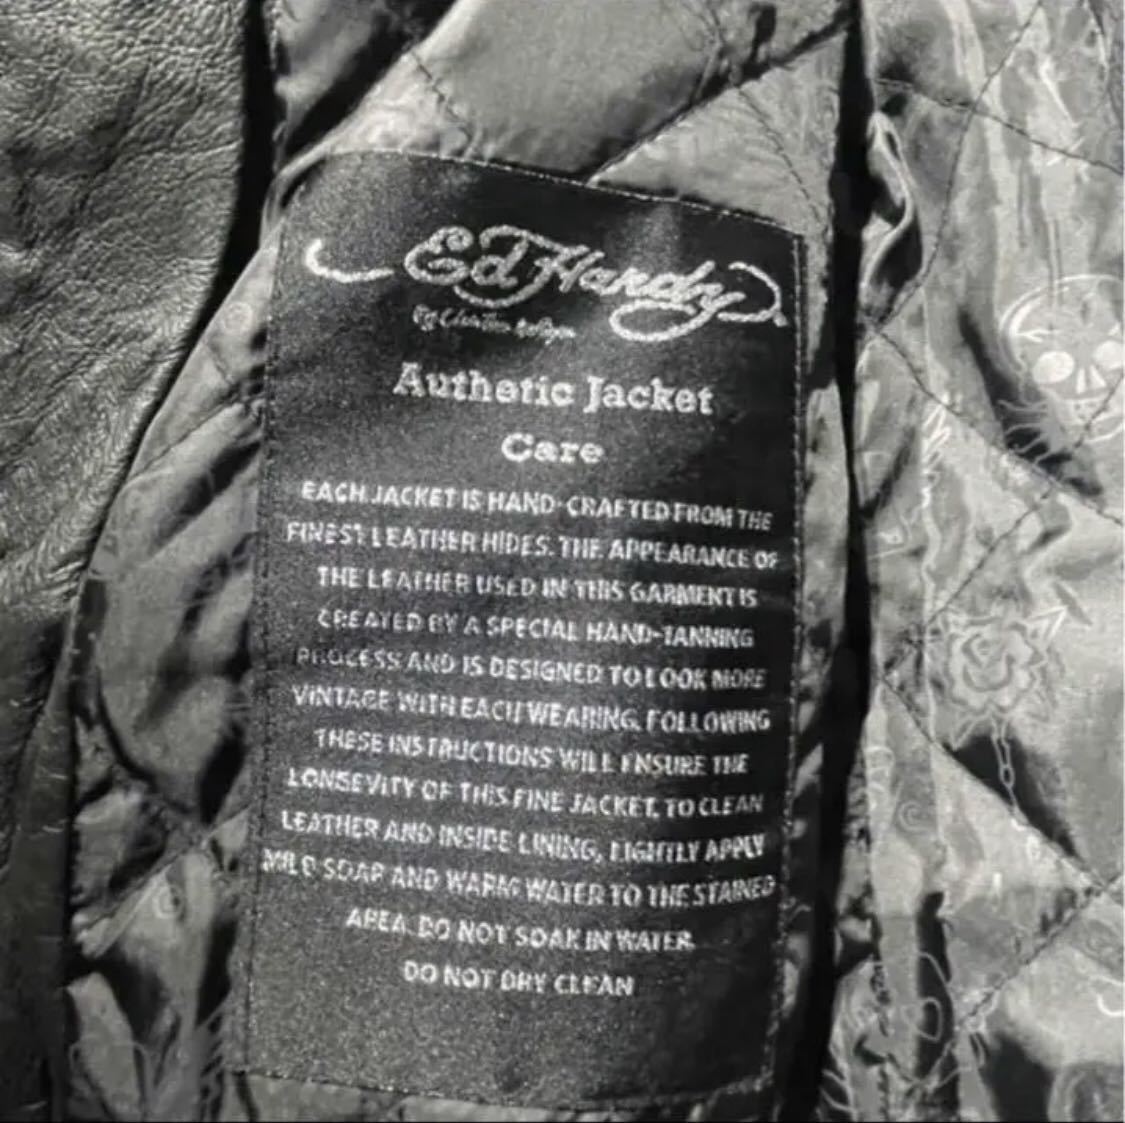 Ed Hardy
By Christian Audigier
Authetic Jacket
Care
EACH JACKET IS HAND-CRAFTED FROM THE
FINEST LEATHER HIDES. THE APPEARANCE OF
THE LEATHER USED IN THIS GARMENT IS
CREATED BY A SPECIAL HAND-TANNING
PROCESS AND IS DESIGNED TO LOOK MORE
VINTAGE WITH EACH WEARING. FOLLOWING
THESE INSTRUCTIONS WILL ENSURE THE
LONGEVITY OF THIS FINE JACKET. TO CLEAN
LEATHER AND INSIDE LINING, LIGHTLY APPLY
MILD SOAP AND WARM WATER TO THE STAINED
AREA. DO NOT SOAK IN WATER.
DO NOT DRY CLEAN